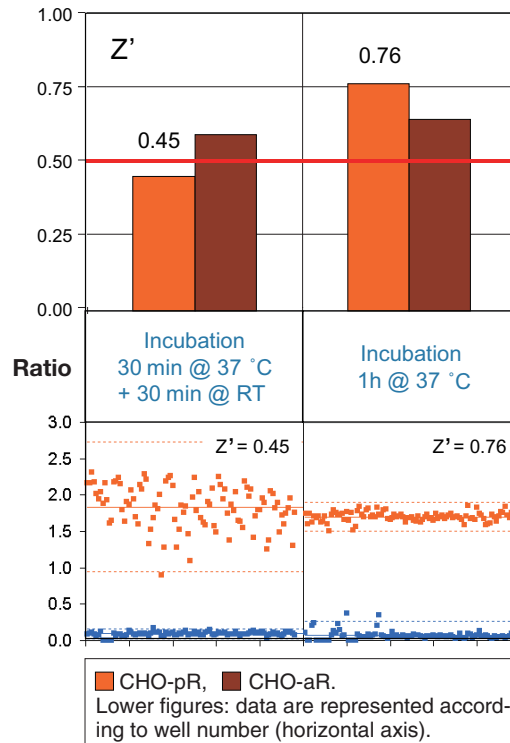 1.00
Z'
0.76
0.75
0.45
0.50
0.25
0.00
Incubation
30 min @ 37 °C
+ 30 min @ RT
Incubation
1h @ 37 °C
Ratio
3.0
Z' = 0.45
Z' = 0.76
2.5
2.0
1.5
1.0
0.5
0.0
CHO-pR, CHO-aR.
Lower figures: data are represented accord-
ing to well number (horizontal axis).